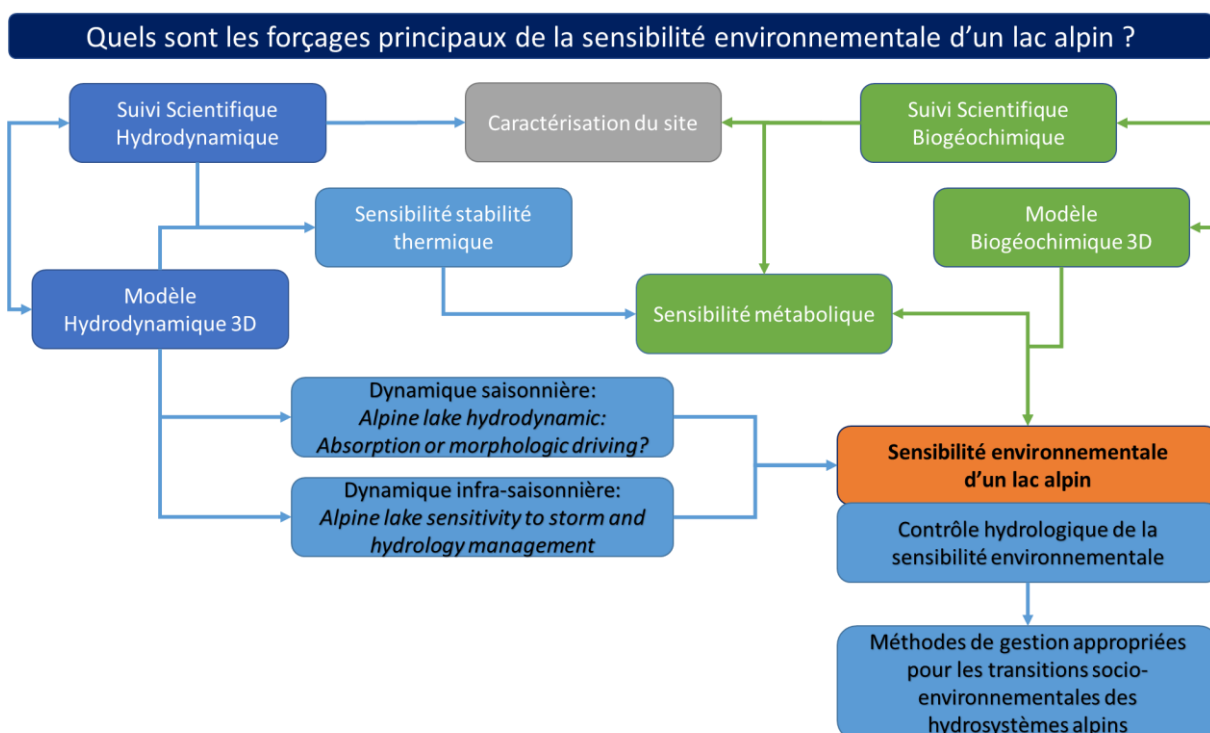 Quels sont les forçages principaux de la sensibilité environnementale d'un lac alpin ?
Suivi Scientifique
Hydrodynamique
Caractérisation du site
Suivi Scientifique
Biogéochimique
Sensibilité stabilité
thermique
Modèle
Biogéochimique 3D
Modèle
Hydrodynamique 3D
Sensibilité métabolique
Dynamique saisonnière:
Alpine lake hydrodynamic:
Absorption or morphologic driving?
Sensibilité environnementale
d'un lac alpin
Dynamique infra-saisonnière:
Alpine lake sensitivity to storm and
hydrology management
Contrôle hydrologique de la
sensibilité environnementale
Méthodes de gestion appropriées
pour les transitions socio-
environnementales des
hydrosystèmes alpins